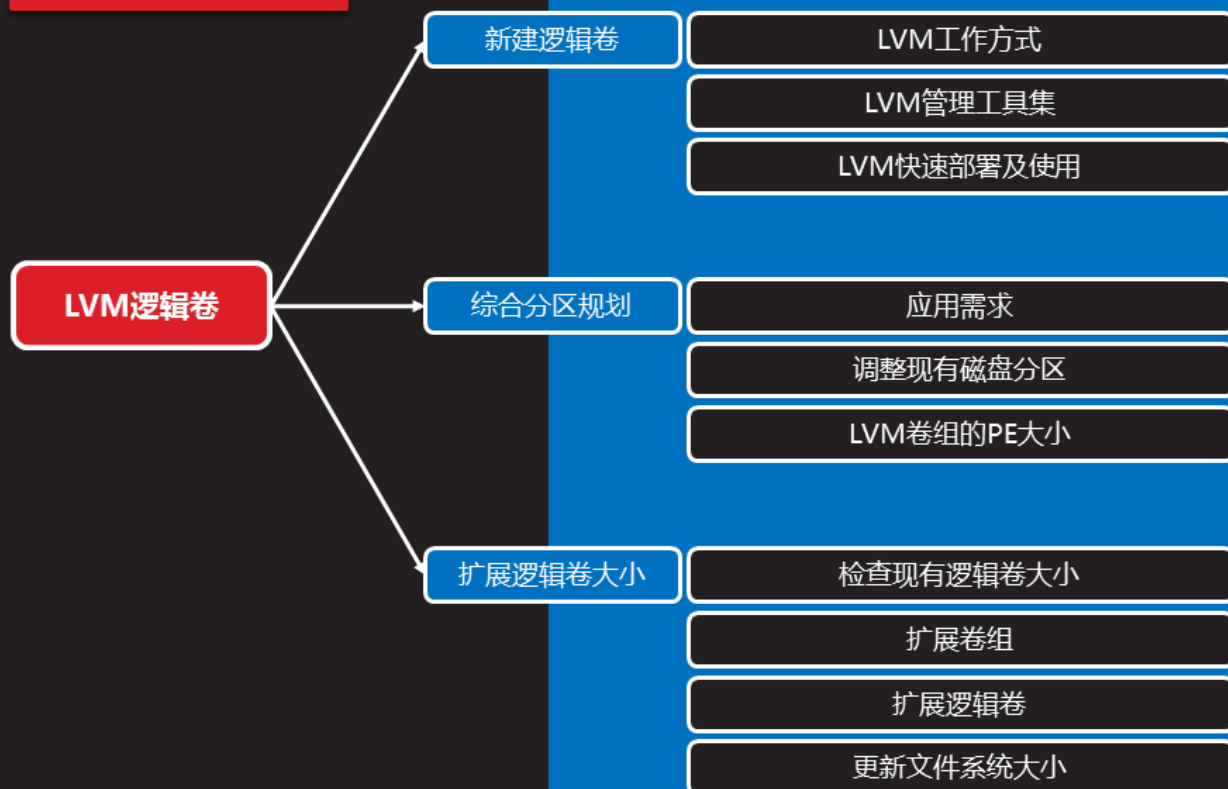 LVM逻辑卷
新建逻辑卷
LVM工作方式
LVM管理工具集
LVM快速部署及使用
综合分区规划
应用需求
调整现有磁盘分区
LVM卷组的PE大小
扩展逻辑卷大小
检查现有逻辑卷大小
扩展卷组
扩展逻辑卷
更新文件系统大小